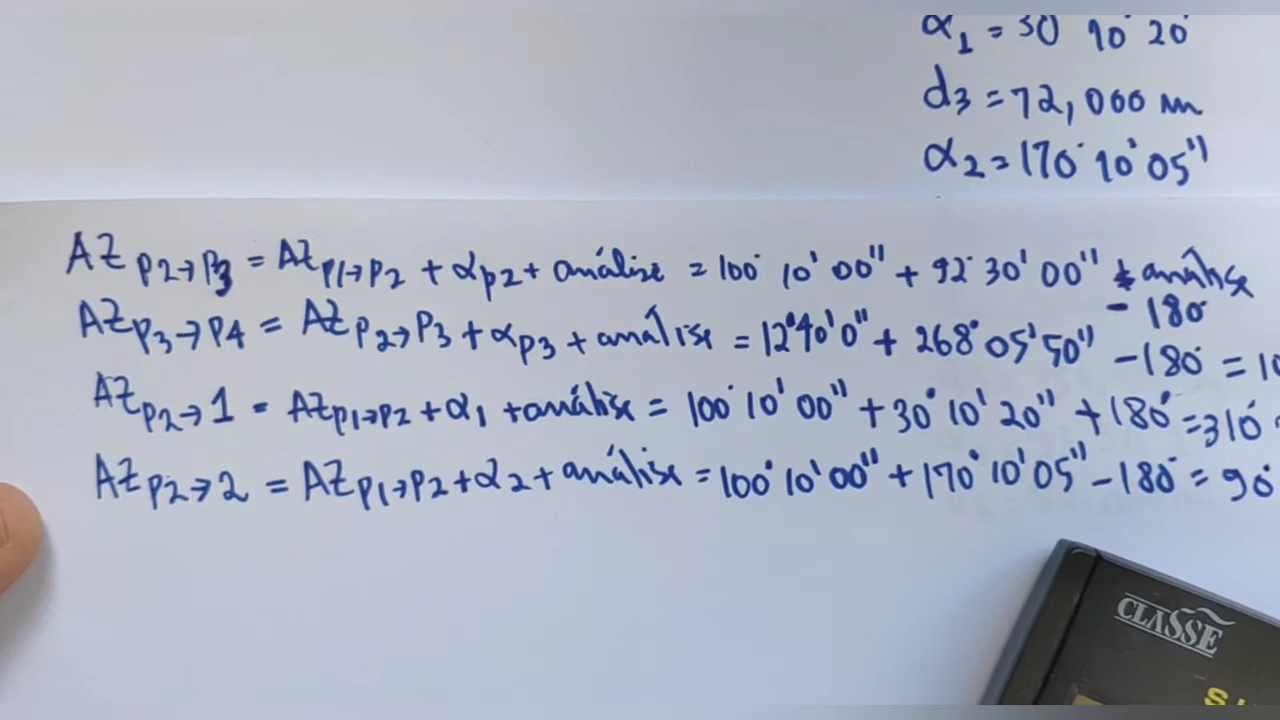 α1 = 30° 10' 20"
d3 = 72,000 m
α2 = 170° 10' 05"
AZ P2→P3 = AZ P1→P2 + αP2 + análise = 100° 10' 00" + 92° 30' 00" + análise
- 180°
AZ P3→P4 = AZ P2→P3 + αP3 + análise = 12° 40' 0" + 268° 05' 50" - 180° = 10
AZ P2→1 = AZ P1→P2 + α1 + análise = 100° 10' 00" + 30° 10' 20" + 180° = 310°
AZ P2→2 = AZ P1→P2 + α2 + análise = 100° 10' 00" + 170° 10' 05" - 180° = 90°
CLASSE